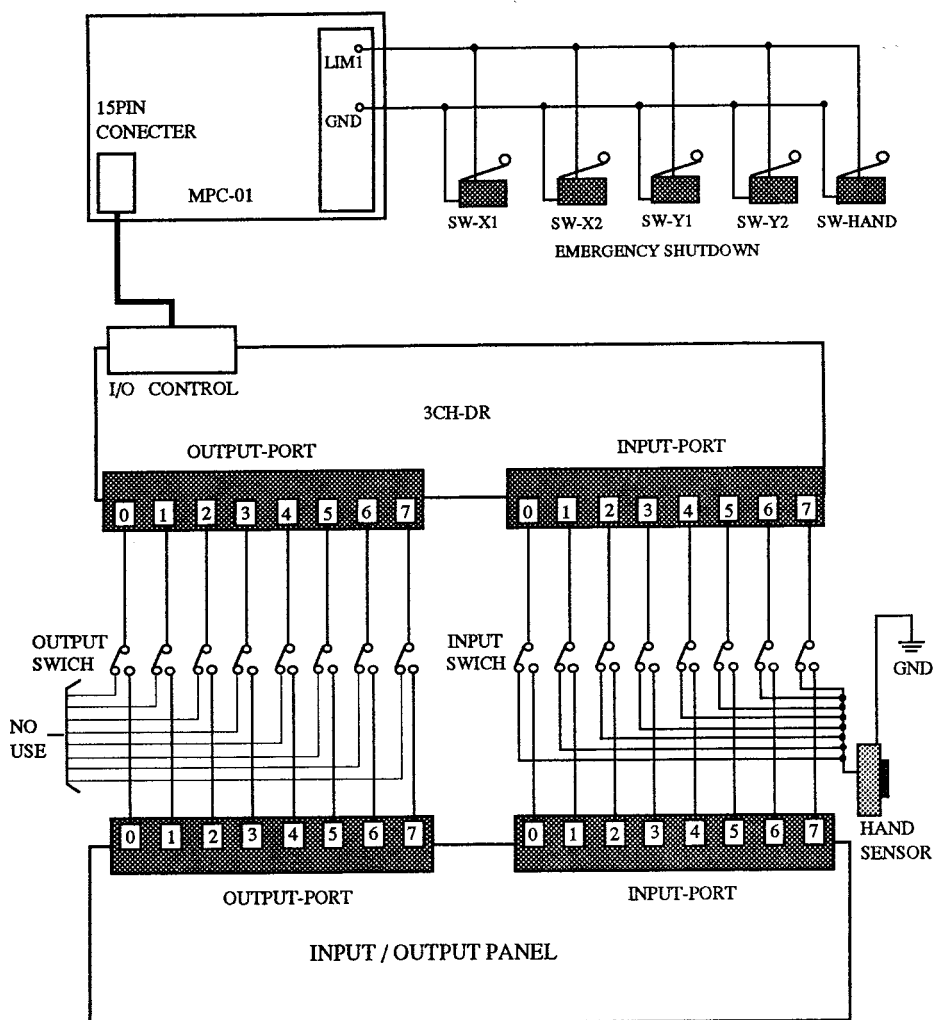 LIM1
15PIN
CONECTER
GND
MPC-01
SW-X1 SW-X2 SW-Y1 SW-Y2 SW-HAND
EMERGENCY SHUTDOWN
I/O CONTROL
3CH-DR
OUTPUT-PORT
INPUT-PORT
0 1 2 3 4 5 6 7
0 1 2 3 4 5 6 7
OUTPUT
SWICH
INPUT
SWICH
GND
NO
USE
0 1 2 3 4 5 6 7
0 1 2 3 4 5 6 7
HAND
SENSOR
OUTPUT-PORT
INPUT-PORT
INPUT / OUTPUT PANEL